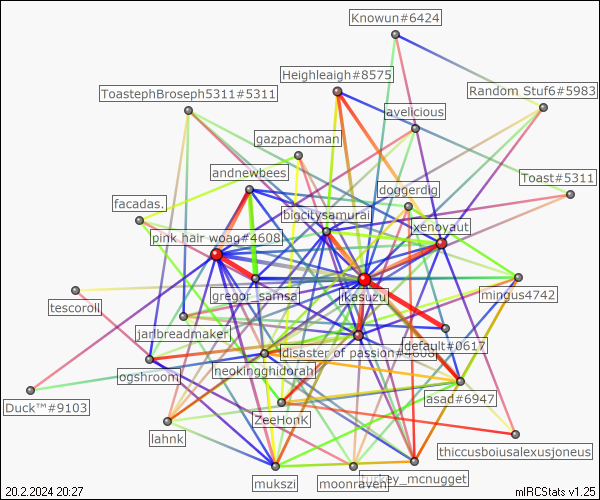 Knowun#6424
Heighleaigh#8575
ToastephBroseph5311#5311
Random Stuf6#5983
avelicious
gazpachoman
andnewbees
Toast#5311
doggerdig
facadas.
bigcitysamurai
xenoyaut
pink hair woag#4608
gregor_samsa
ikasuzu
mingus4742
tescoroll
jarlbreadmaker
disaster of passion#4668
default#0617
ogshroom
neokingghidorah
asad#6947
Duck™#9103
ZeeHonK
lahnk
thiccusboiusalexusjoneus
mukszi
moonraven
turkey_mcnugget
20.2.2024 20:27
mIRCStats v1.25